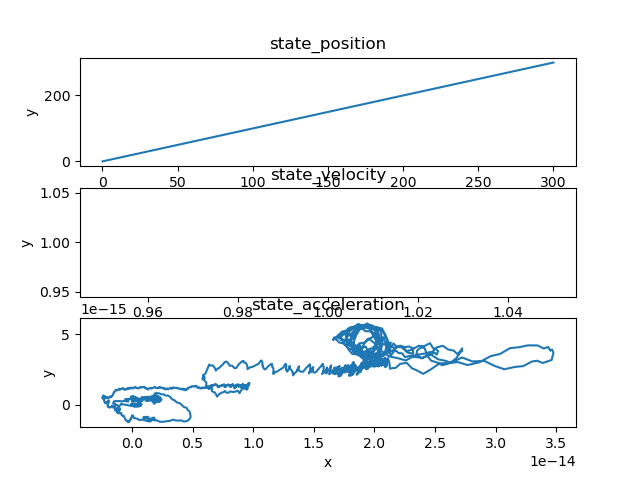 state_position
y
200
0
0 50 100 150 200 250 300
state_velocity
y
1.05
1.00
0.95
0.96 0.98 1.00 1.02 1.04
1e−15
state_acceleration
y
5
0
0.0 0.5 1.0 1.5 2.0 2.5 3.0 3.5
x
1e−14